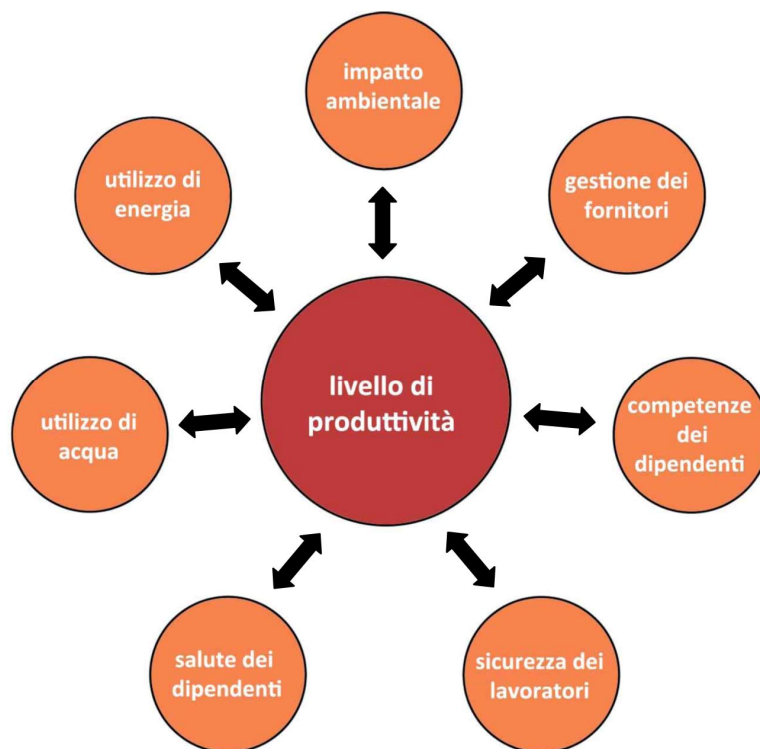 impatto
ambientale
gestione dei
fornitori
competenze
dei
dipendenti
sicurezza dei
lavoratori
salute dei
dipendenti
utilizzo di
acqua
utilizzo di
energia
livello di
produttività